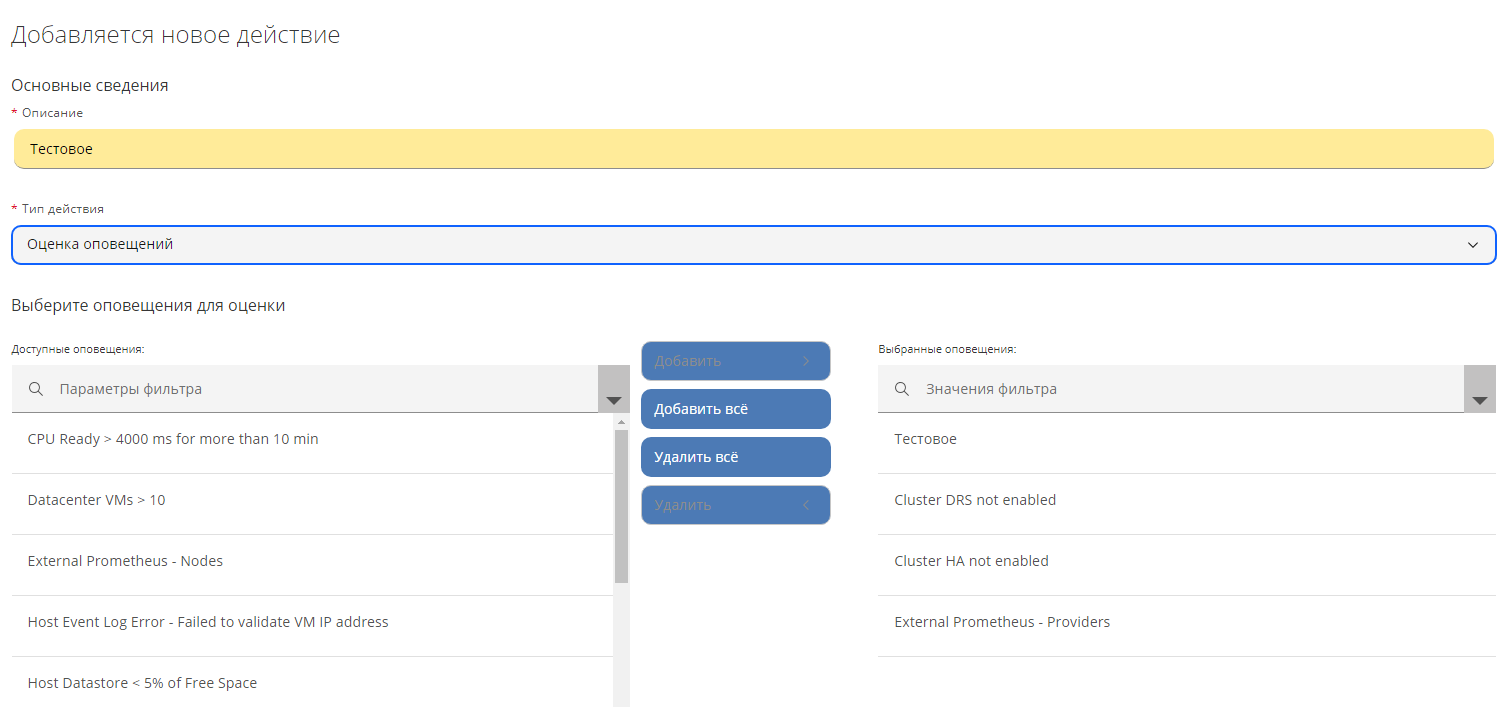 Добавляется новое действие
Основные сведения
* Описание
Тестовое
* Тип действия
Оценка оповещений
Выберите оповещения для оценки
Доступные оповещения:
Параметры фильтра
CPU Ready > 4000 ms for more than 10 min
Datacenter VMs > 10
External Prometheus - Nodes
Host Event Log Error - Failed to validate VM IP address
Host Datastore < 5% of Free Space
Добавить
Добавить всё
Удалить всё
Удалить
Выбранные оповещения:
Значения фильтра
Тестовое
Cluster DRS not enabled
Cluster HA not enabled
External Prometheus - Providers